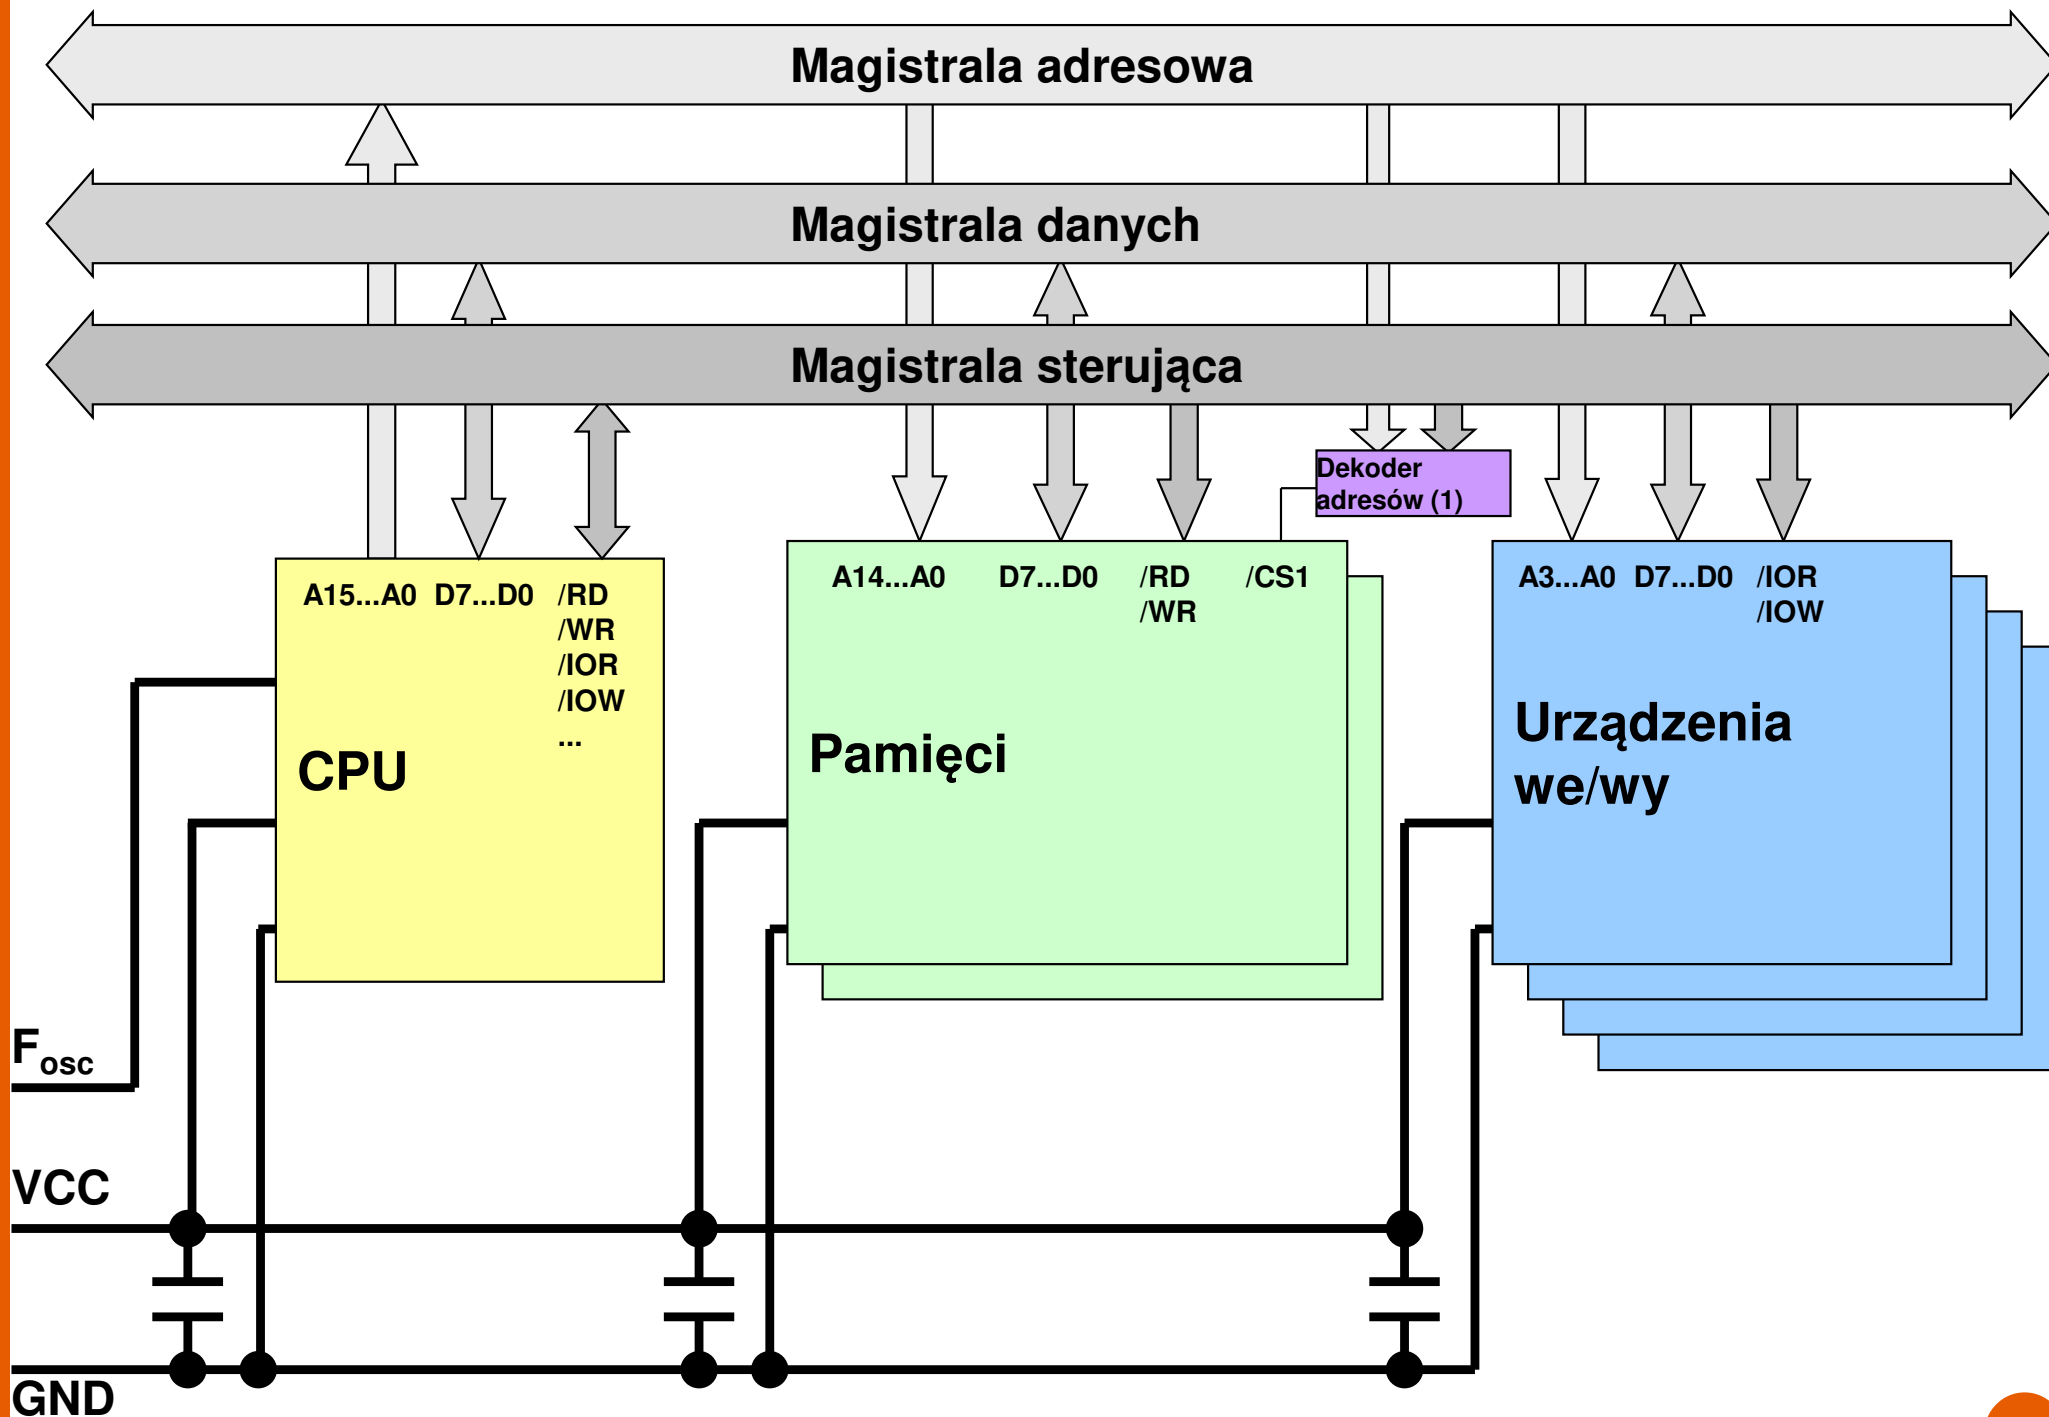 Magistrala adresowa
Magistrala danych
Magistrala sterująca
Dekoder
adresów (1)
A15...A0 D7...D0 /RD
/WR
/IOR
/IOW
...
CPU
A14...A0 D7...D0 /RD /CS1
/WR
Pamięci
A3...A0 D7...D0 /IOR
/IOW
Urządzenia
we/wy
Fosc
VCC
GND